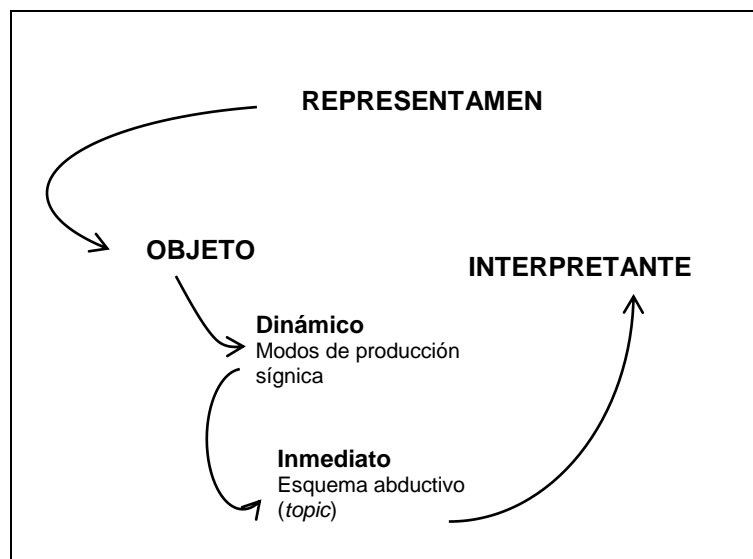 REPRESENTAMEN
OBJETO
INTERPRETANTE
Dinámico
Modos de producción
sígnica
Inmediato
Esquema abductivo
(topic)